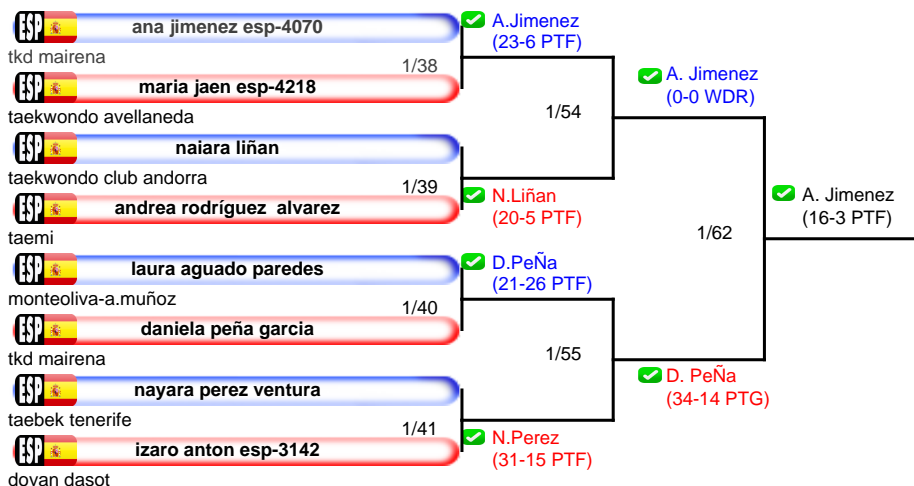 ESP
ana jimenez esp-4070
tkd mairena
1/38
ESP
maria jaen esp-4218
taekwondo avellaneda
A.Jimenez
(23-6 PTF)
1/54
A. Jimenez
(0-0 WDR)
ESP
naiara liñan
taekwondo club andorra
1/39
ESP
andrea rodríguez alvarez
taemi
N.Liñan
(20-5 PTF)
1/62
A. Jimenez
(16-3 PTF)
ESP
laura aguado paredes
monteoliva-a.muñoz
1/40
ESP
daniela peña garcia
tkd mairena
D.PeÑa
(21-26 PTF)
1/55
D. PeÑa
(34-14 PTG)
ESP
nayara perez ventura
taebek tenerife
1/41
ESP
izaro anton esp-3142
doyan dasot
N.Perez
(31-15 PTF)